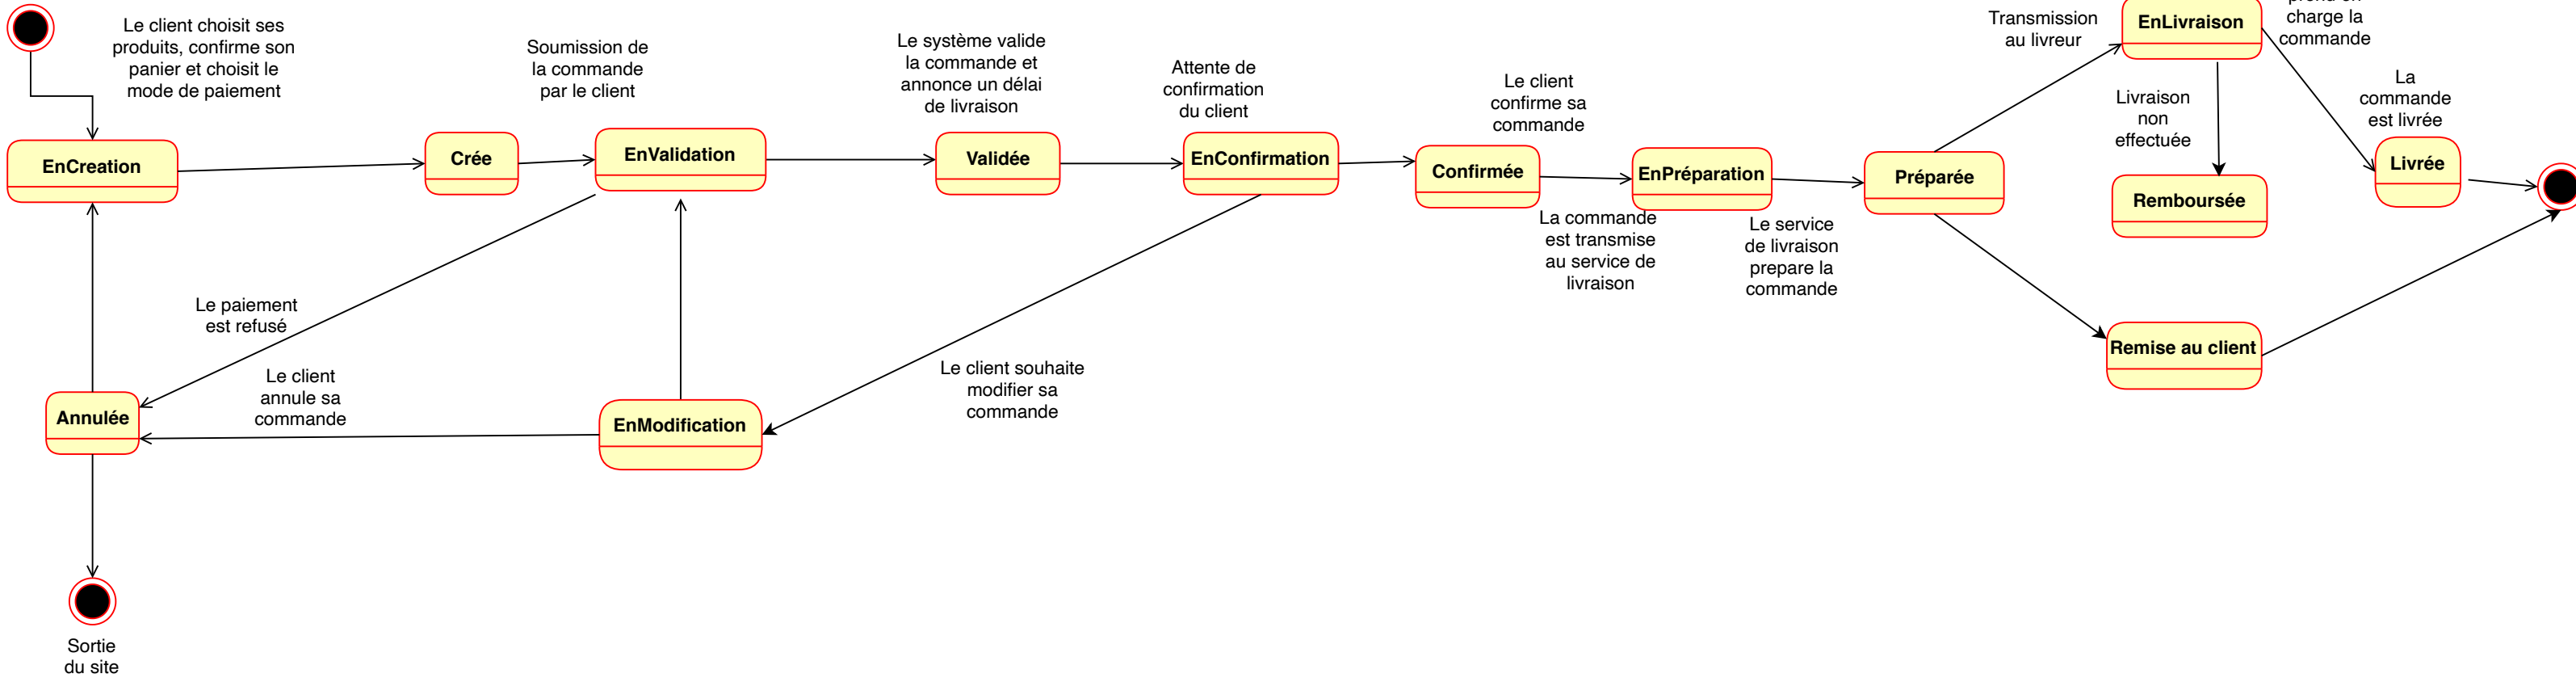 Le client choisit ses
produits, confirme son
panier et choisit le
mode de paiement
Soumission de
la commande
par le client
Le système valide
la commande et
annonce un délai
de livraison
Attente de
confirmation
du client
Le client
confirme sa
commande
Transmission
au livreur
EnLivraison
charge la
commande
La
commande
est livrée
Livraison
non
effectuée
EnCreation
Crée
EnValidation
Validée
EnConfirmation
Confirmée
EnPréparation
Préparée
Remboursée
Livrée
La commande
est transmise
au service de
livraison
Le service
de livraison
prepare la
commande
Le paiement
est refusé
Le client
annule sa
commande
Le client souhaite
modifier sa
commande
Remise au client
Annulée
EnModification
Sortie
du site